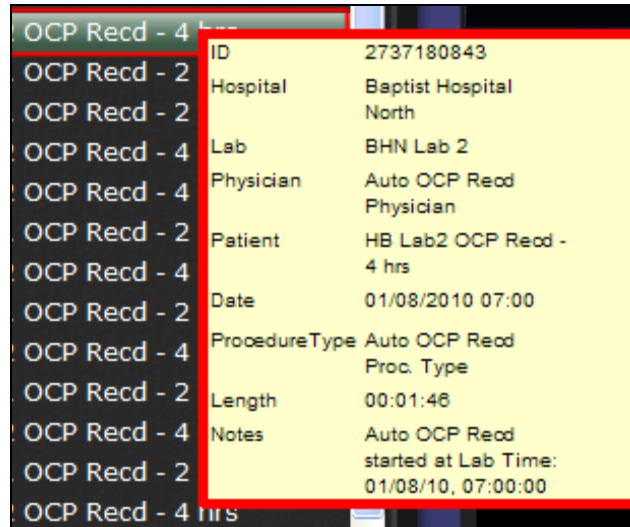 OCP Recd - 4 hrs
OCP Recd - 2
OCP Recd - 2
OCP Recd - 4
OCP Recd - 4
OCP Recd - 2
OCP Recd - 4
OCP Recd - 2
OCP Recd - 4
OCP Recd - 2
OCP Recd - 4
OCP Recd - 2
OCP Recd - 4 hrs
ID 2737180843
Hospital Baptist Hospital
North
Lab BHN Lab 2
Physician Auto OCP Recd
Physician
Patient HB Lab2 OCP Recd -
4 hrs
Date 01/08/2010 07:00
ProcedureType Auto OCP Recd
Proc. Type
Length 00:01:46
Notes Auto OCP Recd
started at Lab Time:
01/08/10, 07:00:00